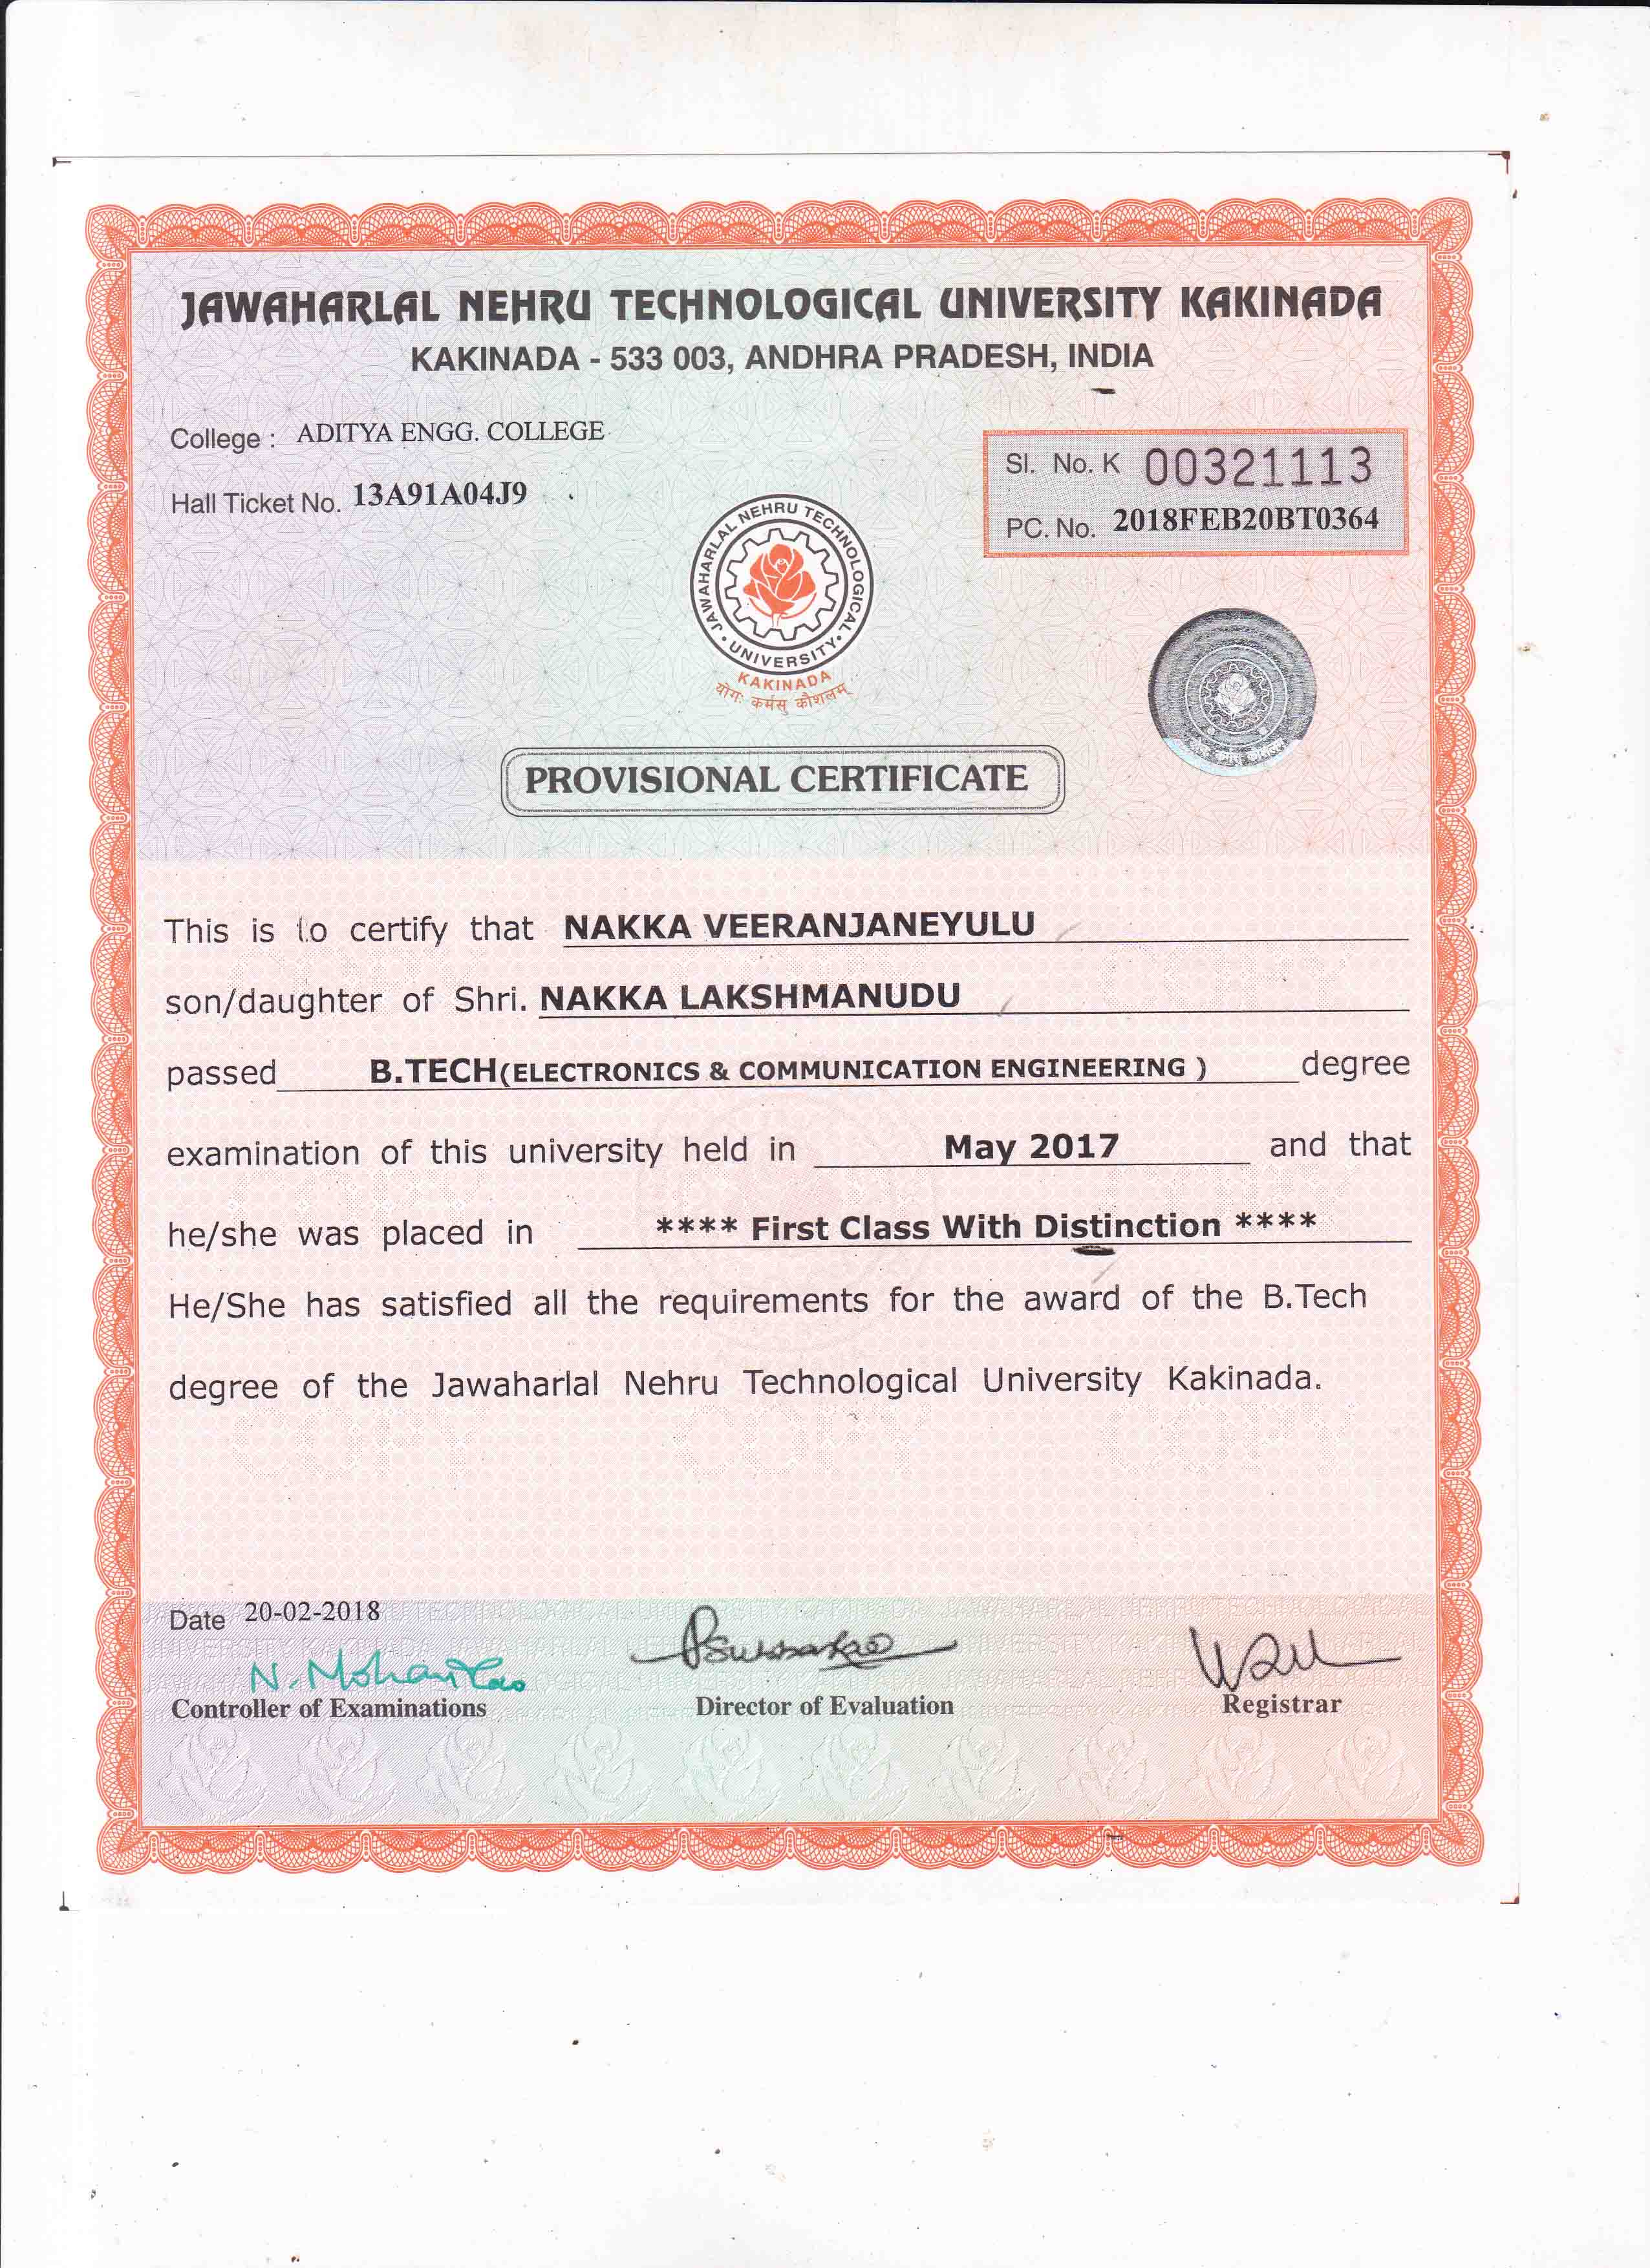 JAWAHARLAL NEHRU TECHNOLOGICAL UNIVERSITY KAKINADA
KAKINADA - 533 003, ANDHRA PRADESH, INDIA
College : ADITYA ENGG. COLLEGE
Hall Ticket No. 13A91A04J9
Sl. No. K 00321113
PC. No. 2018FEB20BT0364
JAWAHARLAL NEHRU TECHNOLOGICAL
UNIVERSITY
KAKINADA
योगः कर्मसु कौशलम्
PROVISIONAL CERTIFICATE
This is to certify that NAKKA VEERANJANEYULU
son/daughter of Shri. NAKKA LAKSHMANUDU
passed B.TECH(ELECTRONICS & COMMUNICATION ENGINEERING ) degree
examination of this university held in May 2017 and that
he/she was placed in **** First Class With Distinction ****
He/She has satisfied all the requirements for the award of the B.Tech
degree of the Jawaharlal Nehru Technological University Kakinada.
COPY COPY COPY
Date 20-02-2018
N. Mohan Rao
Controller of Examinations
Director of Evaluation
Registrar